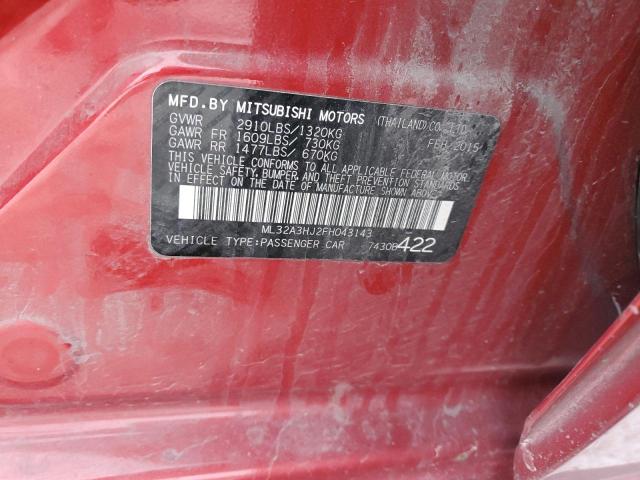 MFD.BY MITSUBISHI MOTORS (THAILAND) CO., LTD.
GVWR 2910LBS/1320KG FEB/2015
GAWR FR 1609LBS/ 730KG
GAWR RR 1477LBS/ 670KG
THIS VEHICLE CONFORMS TO ALL APPLICABLE FEDERAL MOTOR
VEHICLE SAFETY, BUMPER, AND THEFT PREVENTION STANDARDS
IN EFFECT ON THE DATE OF MANUFACTURE SHOWN ABOVE.
ML32A3HJ2FH043143
VEHICLE TYPE:PASSENGER CAR 7430B422